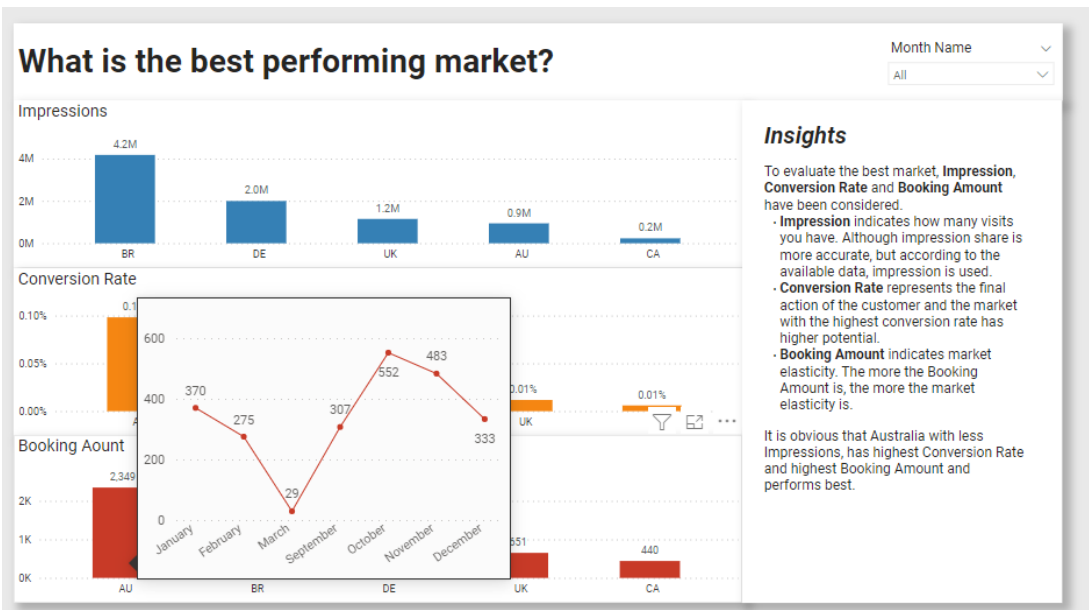 What is the best performing market?
Month Name
All
Impressions
4M
2M
0M
4.2M
2.0M
1.2M
0.9M
0.2M
BR
DE
UK
AU
CA
Conversion Rate
0.10%
0.05%
0.00%
0.01%
0.01%
UK
600
400
200
0
370
275
29
307
552
483
333
January
February
March
September
October
November
December
Booking Aount
2K
1K
0K
2,349
440
AU
BR
DE
UK
CA
Insights
To evaluate the best market, Impression,
Conversion Rate and Booking Amount
have been considered.
· Impression indicates how many visits
you have. Although impression share is
more accurate, but according to the
available data, impression is used.
· Conversion Rate represents the final
action of the customer and the market
with the highest conversion rate has
higher potential.
· Booking Amount indicates market
elasticity. The more the Booking
Amount is, the more the market
elasticity is.
It is obvious that Australia with less
Impressions, has highest Conversion Rate
and highest Booking Amount and
performs best.